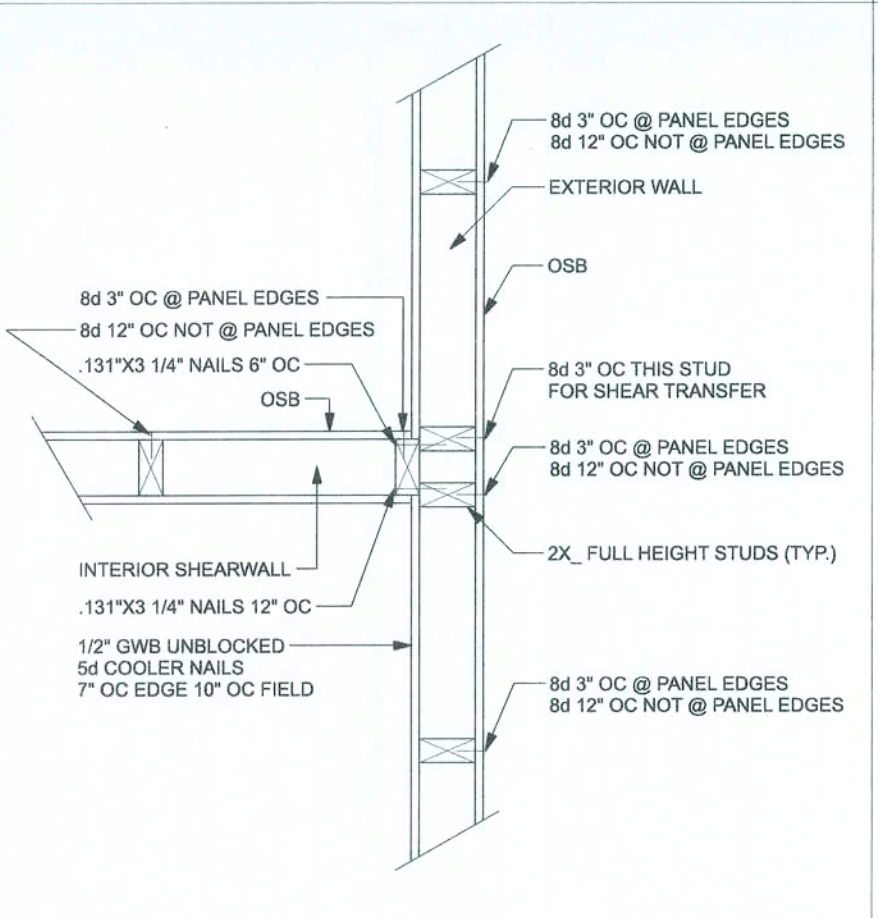 8d 3" OC @ PANEL EDGES
8d 12" OC NOT @ PANEL EDGES
EXTERIOR WALL
OSB
8d 3" OC @ PANEL EDGES
8d 12" OC NOT @ PANEL EDGES
.131"X3 1/4" NAILS 6" OC
OSB
8d 3" OC THIS STUD
FOR SHEAR TRANSFER
8d 3" OC @ PANEL EDGES
8d 12" OC NOT @ PANEL EDGES
2X_ FULL HEIGHT STUDS (TYP.)
INTERIOR SHEARWALL
.131"X3 1/4" NAILS 12" OC
1/2" GWB UNBLOCKED
5d COOLER NAILS
7" OC EDGE 10" OC FIELD
8d 3" OC @ PANEL EDGES
8d 12" OC NOT @ PANEL EDGES